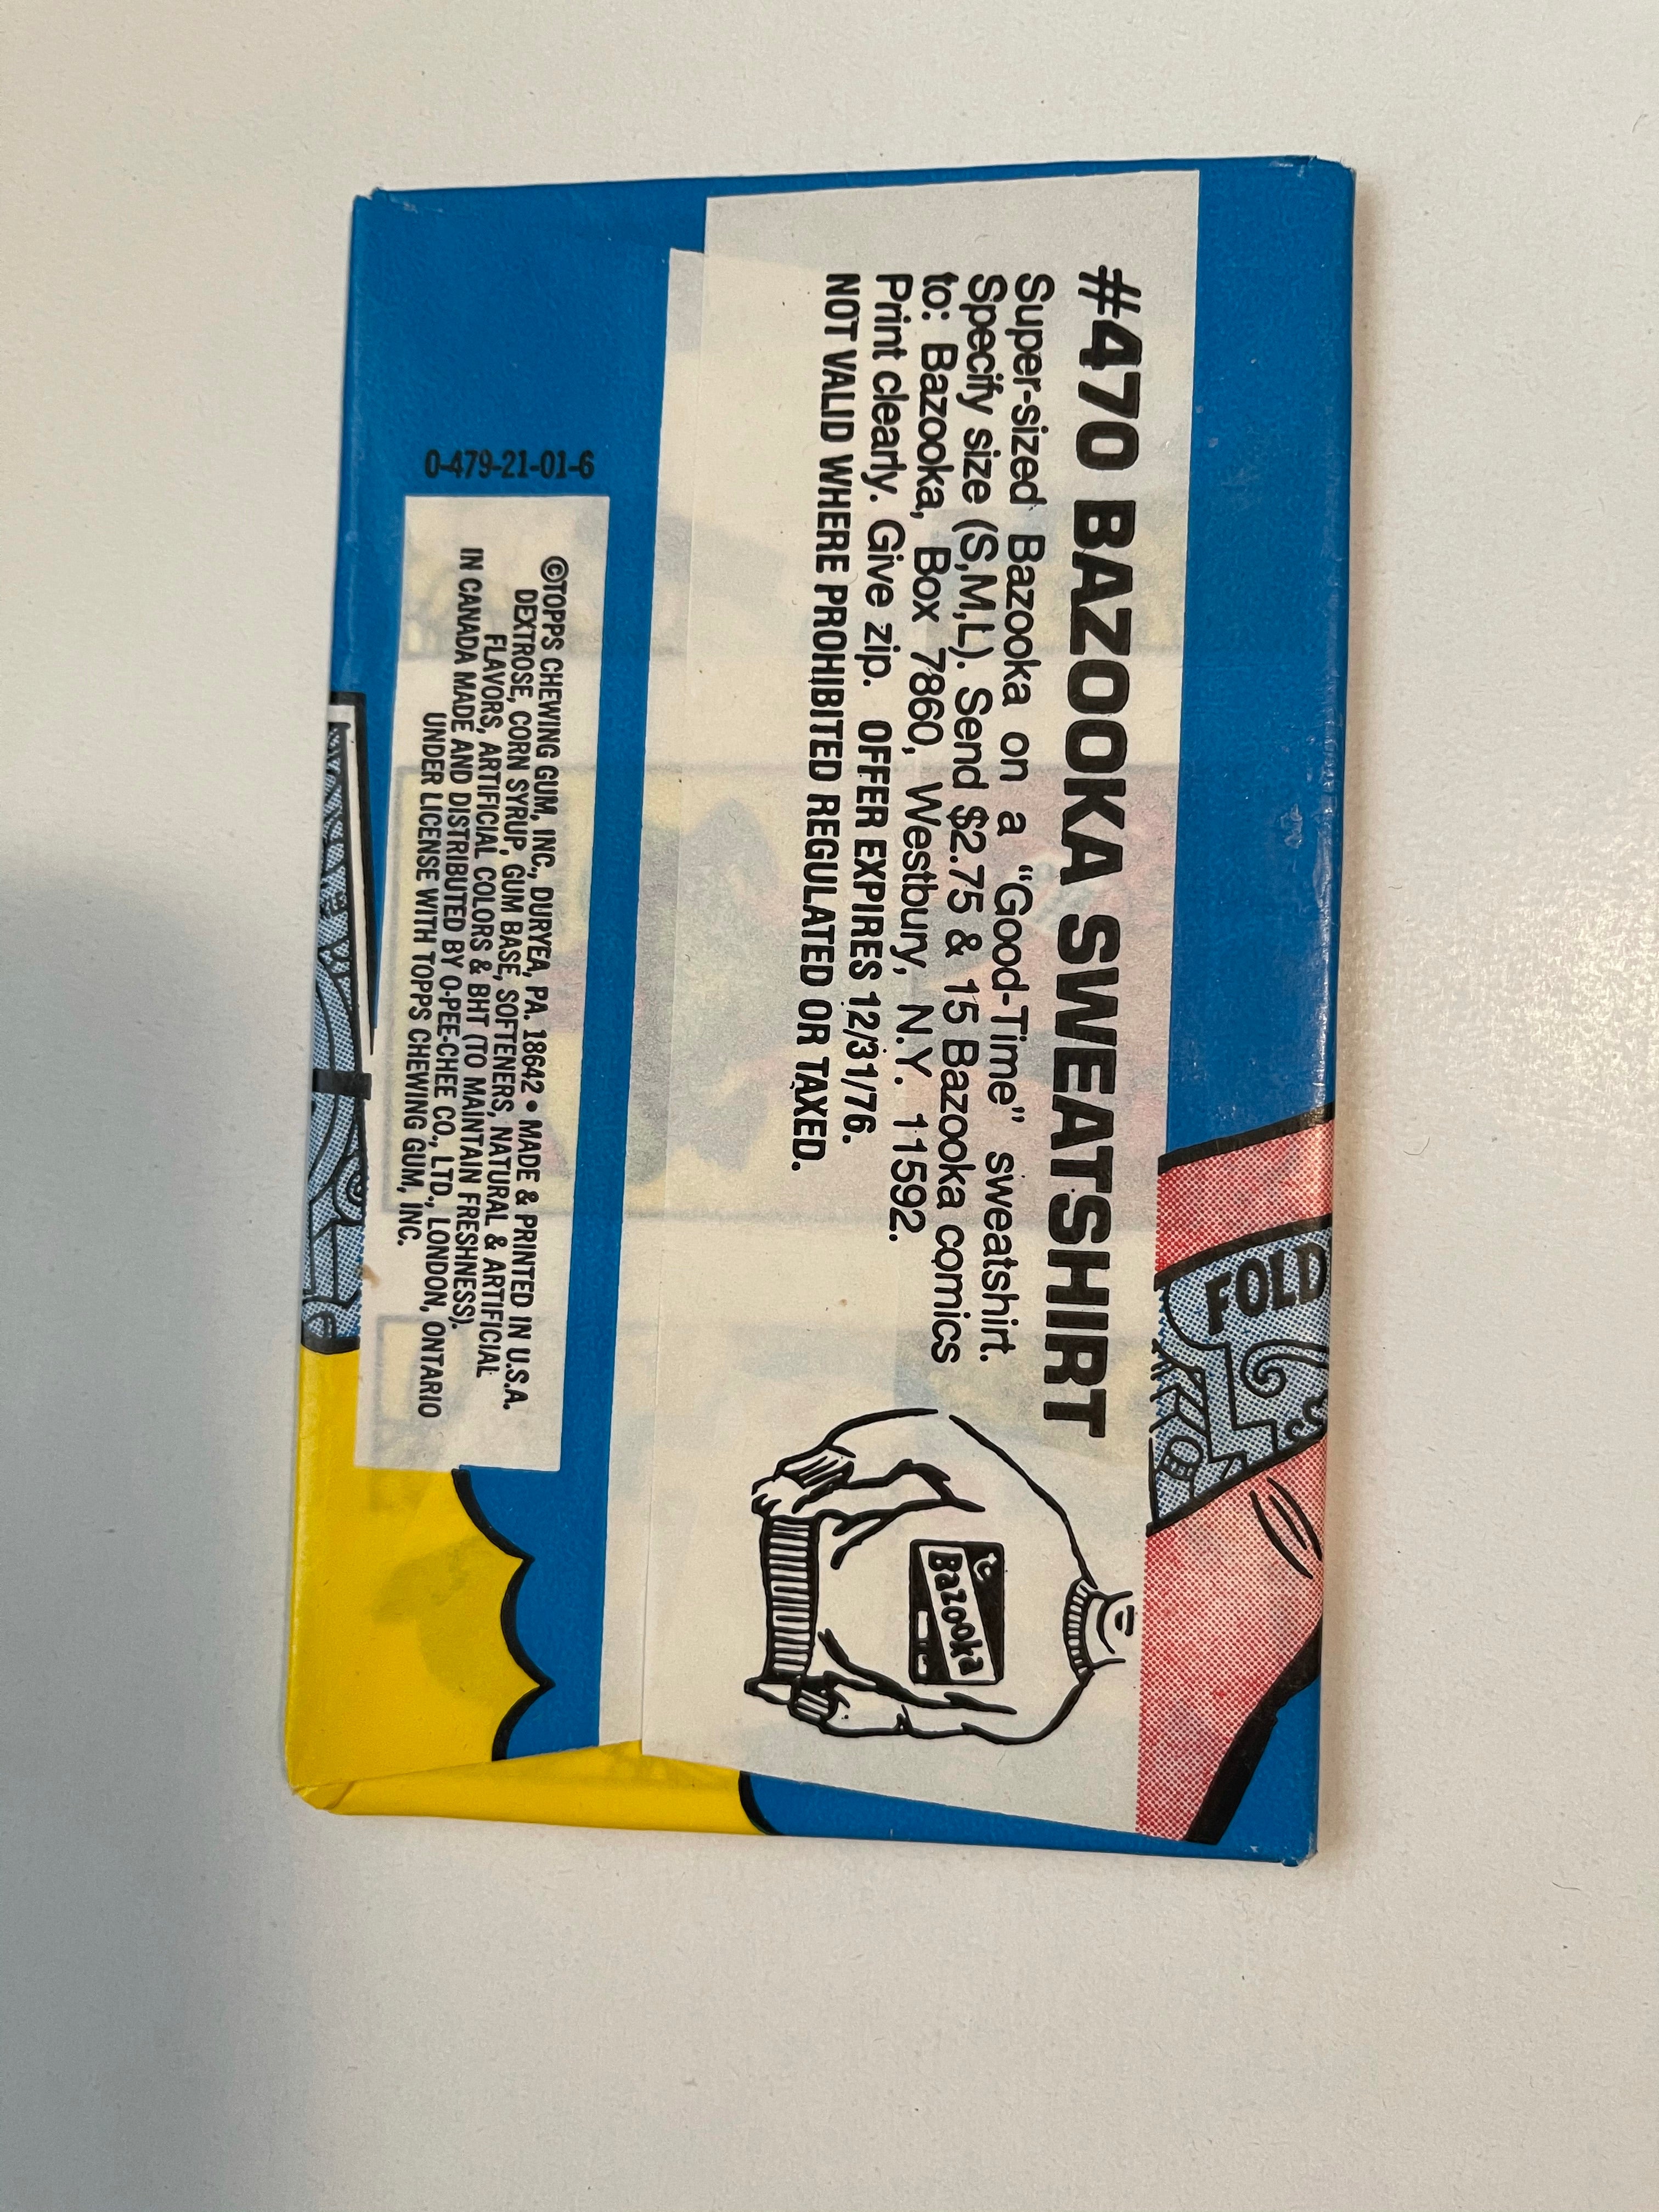 #470 BAZOOKA SWEATSHIRT
Super-sized Bazooka on a “Good-Time” sweatshirt.
Specify size (S,M,L). Send $2.75 & 15 Bazooka comics
to: Bazooka, Box 7860, Westbury, N.Y. 11592.
Print clearly. Give zip. OFFER EXPIRES 12/31/76.
NOT VALID WHERE PROHIBITED REGULATED OR TAXED.
Bazooka
FOLD
0-479-21-01-6
©TOPPS CHEWING GUM, INC., DURYEA, PA. 18642 • MADE & PRINTED IN U.S.A.
DEXTROSE, CORN SYRUP, GUM BASE, SOFTENERS, NATURAL & ARTIFICIAL
FLAVORS, ARTIFICIAL COLORS & BHT (TO MAINTAIN FRESHNESS).
IN CANADA MADE AND DISTRIBUTED BY O-PEE-CHEE CO., LTD., LONDON, ONTARIO
UNDER LICENSE WITH TOPPS CHEWING GUM, INC.